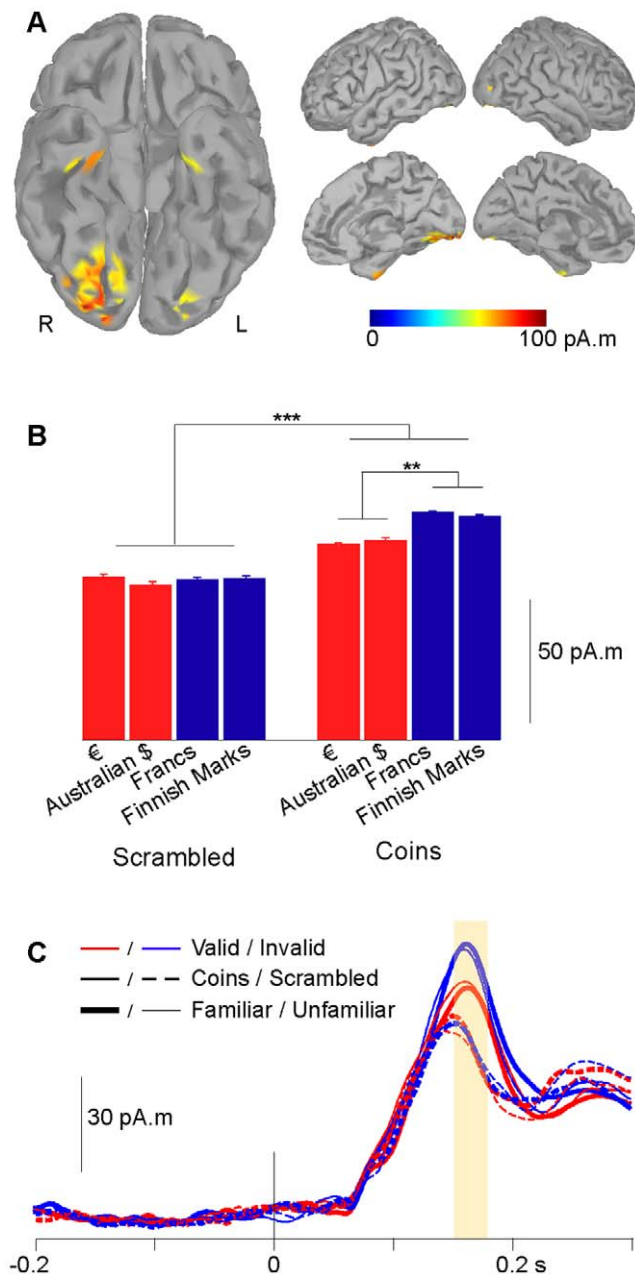 A
R
L
0
100 pA.m
B
***
**
50 pA.m
€
Australian $
Francs
Finnish Marks
€
Australian $
Francs
Finnish Marks
Scrambled
Coins
C
/ Valid / Invalid
/ Coins / Scrambled
/ Familiar / Unfamiliar
30 pA.m
-0.2
0
0.2 s